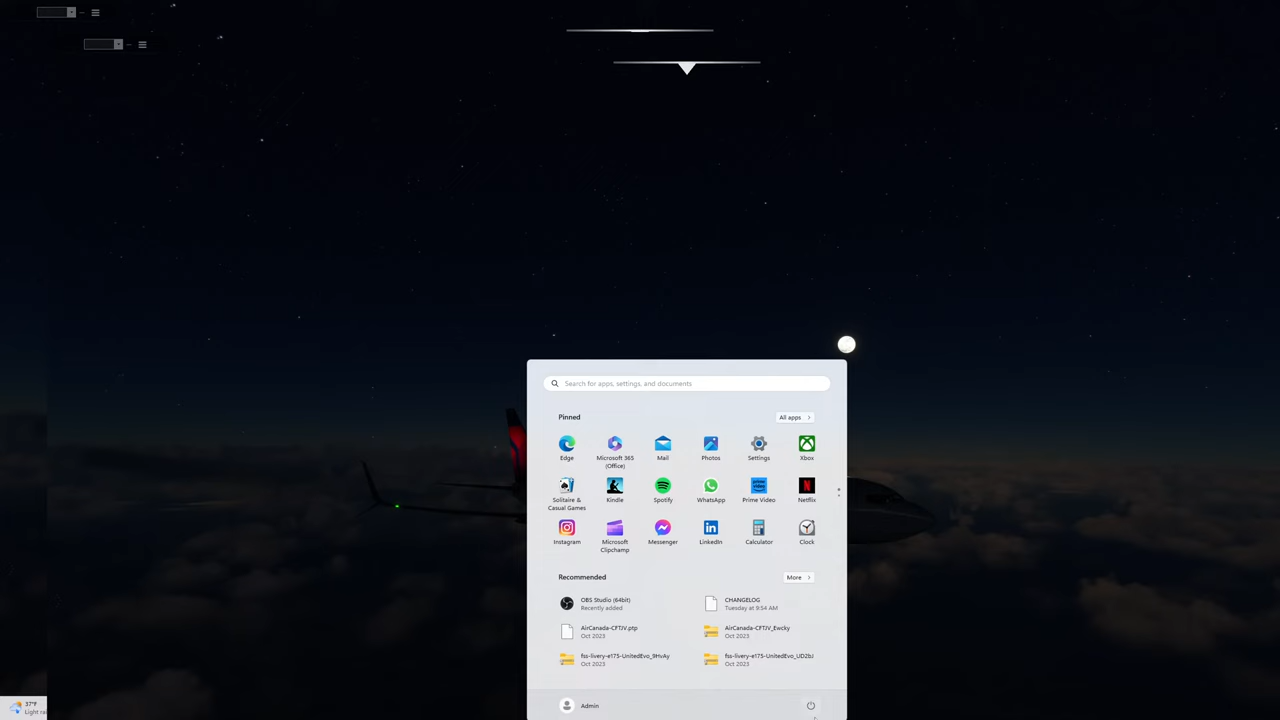 Search for apps, settings, and documents
Pinned
All apps
Edge
Microsoft 365
(Office)
Mail
Photos
Settings
Xbox
Solitaire &
Casual Games
Kindle
Spotify
WhatsApp
Prime Video
Netflix
Instagram
Microsoft
Clipchamp
Messenger
LinkedIn
Calculator
Clock
Recommended
More
OBS Studio (64bit)
Recently added
CHANGELOG
Tuesday at 9:54 AM
AirCanada-CFTJV.ptp
Oct 2023
AirCanada-CFTJV_Ewcky
Oct 2023
fss-livery-e175-UnitedEvo_9HvAy
Oct 2023
fss-livery-e175-UnitedEvo_UD2bJ
Oct 2023
Admin
37°F
Light